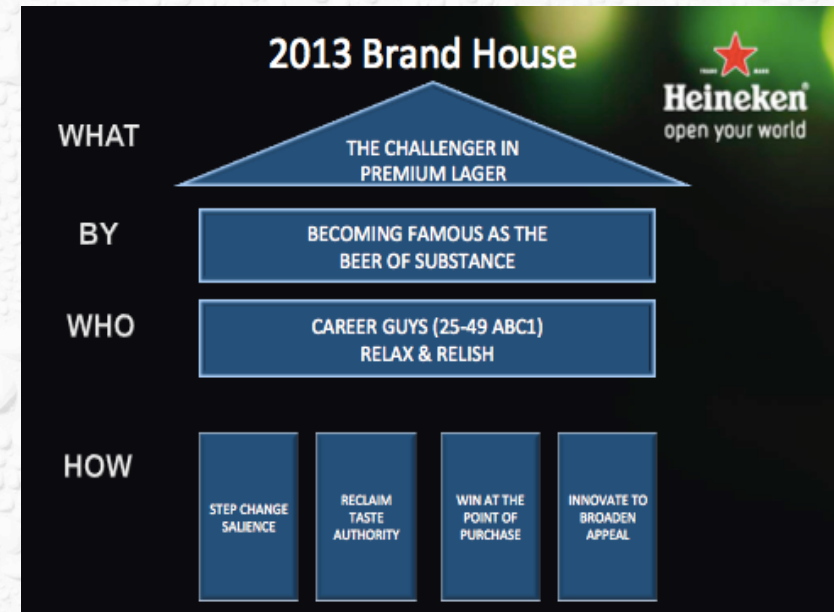 2013 Brand House
TRADE MARK
Heineken®
open your world
WHAT
THE CHALLENGER IN
PREMIUM LAGER
BY
BECOMING FAMOUS AS THE
BEER OF SUBSTANCE
WHO
CAREER GUYS (25-49 ABC1)
RELAX & RELISH
HOW
STEP CHANGE
SALIENCE
RECLAIM
TASTE
AUTHORITY
WIN AT THE
POINT OF
PURCHASE
INNOVATE TO
BROADEN
APPEAL